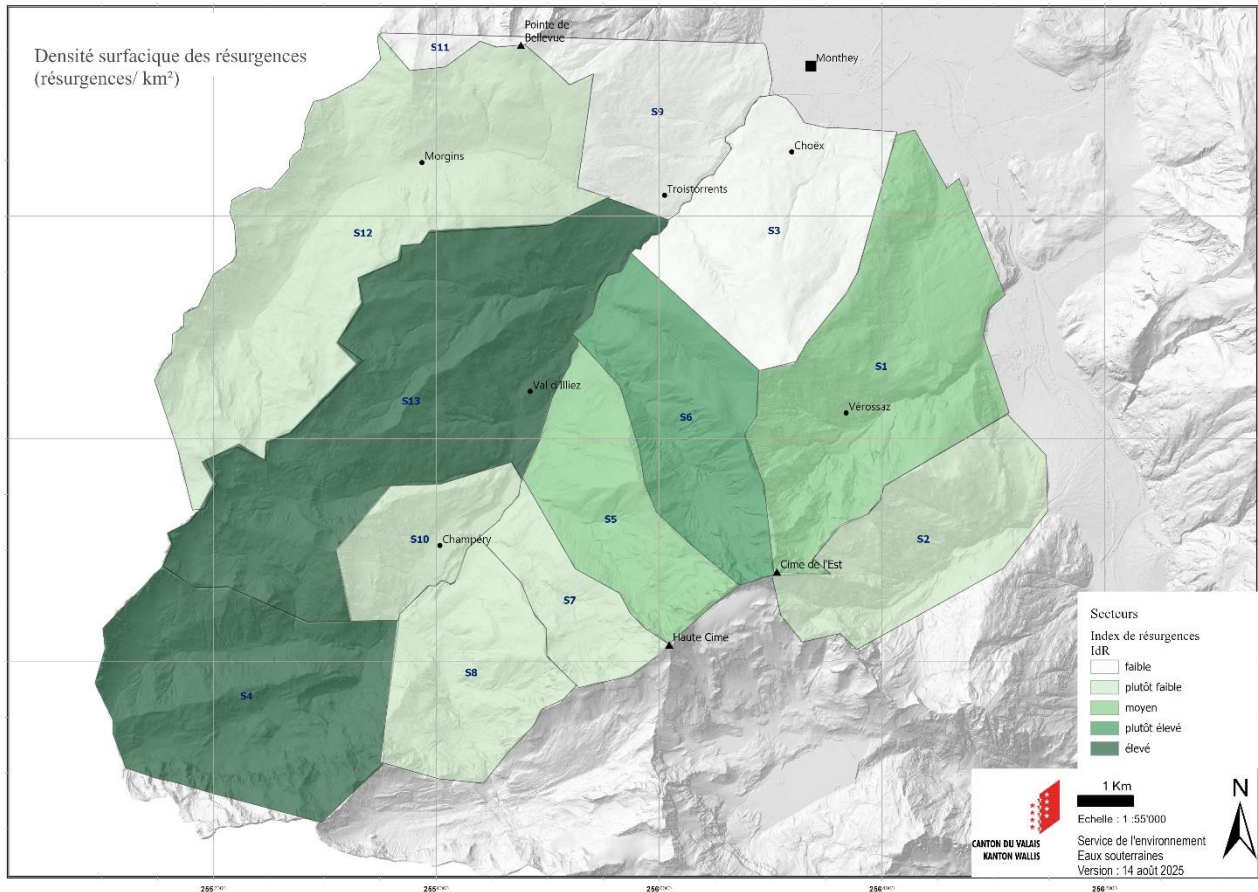 Densité surfacique des résurgences
(résurgences/ km²)
Pointe de
Bellevue
S11
Monthey
S9
Choëx
Morgins
Troistorrents
S12
S3
S1
Val d'Illiez
S13
Vérossaz
S6
S5
S10
Champéry
S2
Cime de l'Est
S7
Haute Cime
S8
S4
Secteurs
Index de résurgences
IdR
faible
plutôt faible
moyen
plutôt élevé
élevé
1 Km
N
Echelle : 1 :55'000
CANTON DU VALAIS
KANTON WALLIS
Service de l'environnement
Eaux souterraines
Version : 14 août 2025